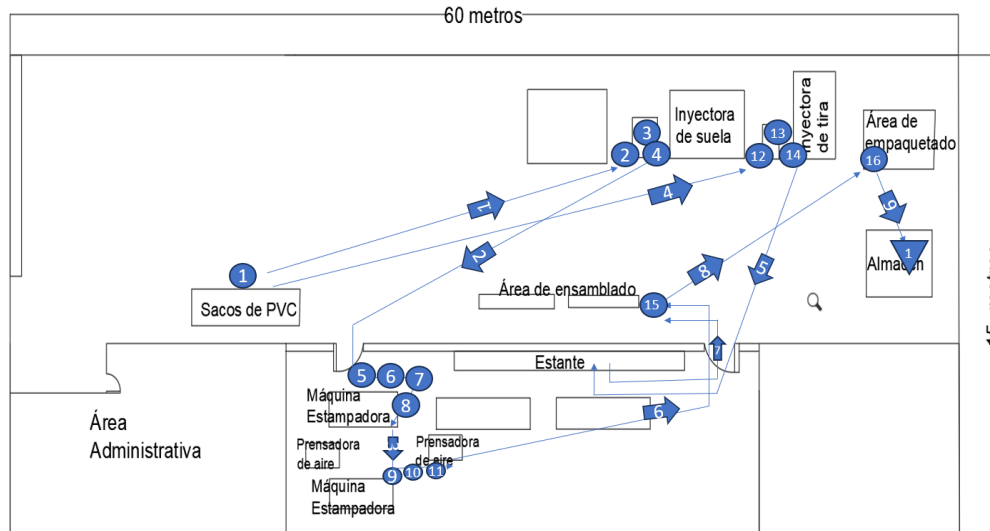 60 metros
Inyectora
de suela
Inyectora
de tira
Área de
empaquetado
3
13
2
4
12
14
16
1
4
9
1
Sacos de PVC
2
5
8
1
Almacén
Área de ensamblado
15
7
Estante
5
6
7
8
Máquina
Estampadora
6
Área
Administrativa
Prensadora
de aire
3
Prensadora
de aire
9
10
11
Máquina
Estampadora